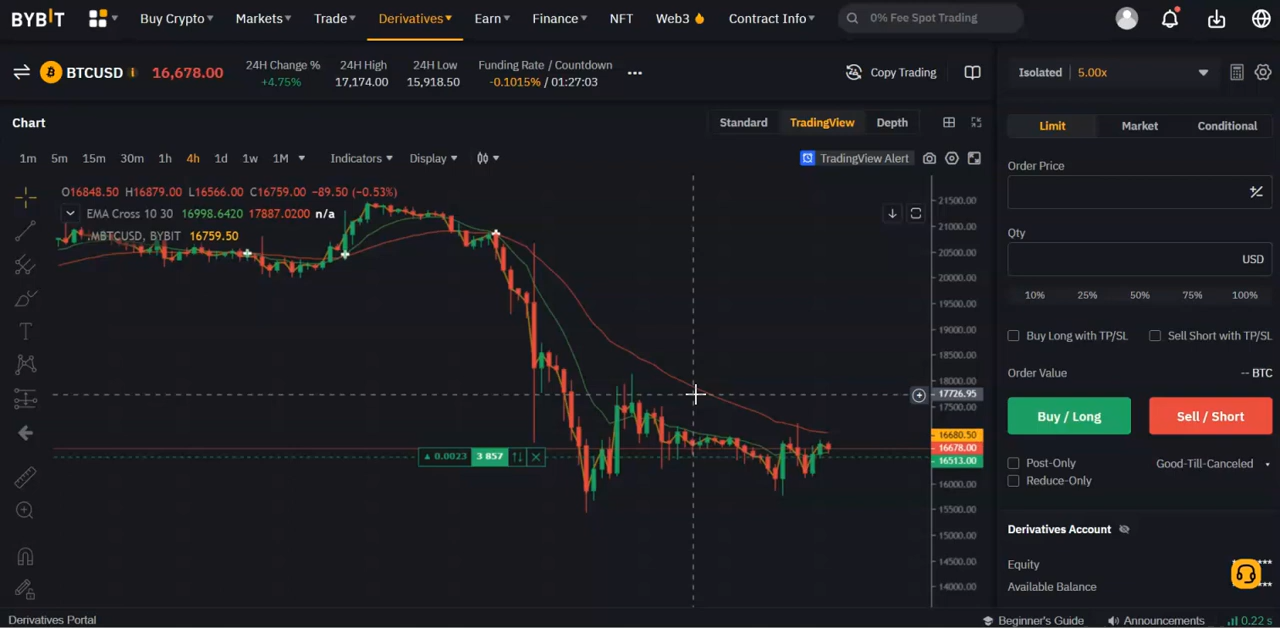 BYBIT Buy Crypto Markets Trade Derivatives Earn Finance NFT Web3 Contract Info 0% Fee Spot Trading
BTCUSD 16,678.00
24H Change %
+4.75%
24H High
17,174.00
24H Low
15,918.50
Funding Rate / Countdown
-0.1015% / 01:27:03
Copy Trading
Isolated 5.00x
Chart
Standard TradingView Depth
1m 5m 15m 30m 1h 4h 1d 1w 1M Indicators Display
TradingView Alert
O16848.50 H16879.00 L16566.00 C16759.00 −89.50 (−0.53%)
EMA Cross 10 30 16998.6420 17887.0200 n/a
.MBTCUSD, BYBIT 16759.50
21500.00
21000.00
20500.00
20000.00
19500.00
19000.00
18500.00
18000.00
17726.95
17500.00
16680.50
16678.00
16513.00
16000.00
15500.00
15000.00
14500.00
14000.00
0.0023 3 857
Limit Market Conditional
Order Price
Qty
USD
10% 25% 50% 75% 100%
Buy Long with TP/SL Sell Short with TP/SL
Order Value -- BTC
Buy / Long Sell / Short
Post-Only Good-Till-Canceled
Reduce-Only
Derivatives Account
Equity
Available Balance
Derivatives Portal
Beginner's Guide Announcements 0.22 s